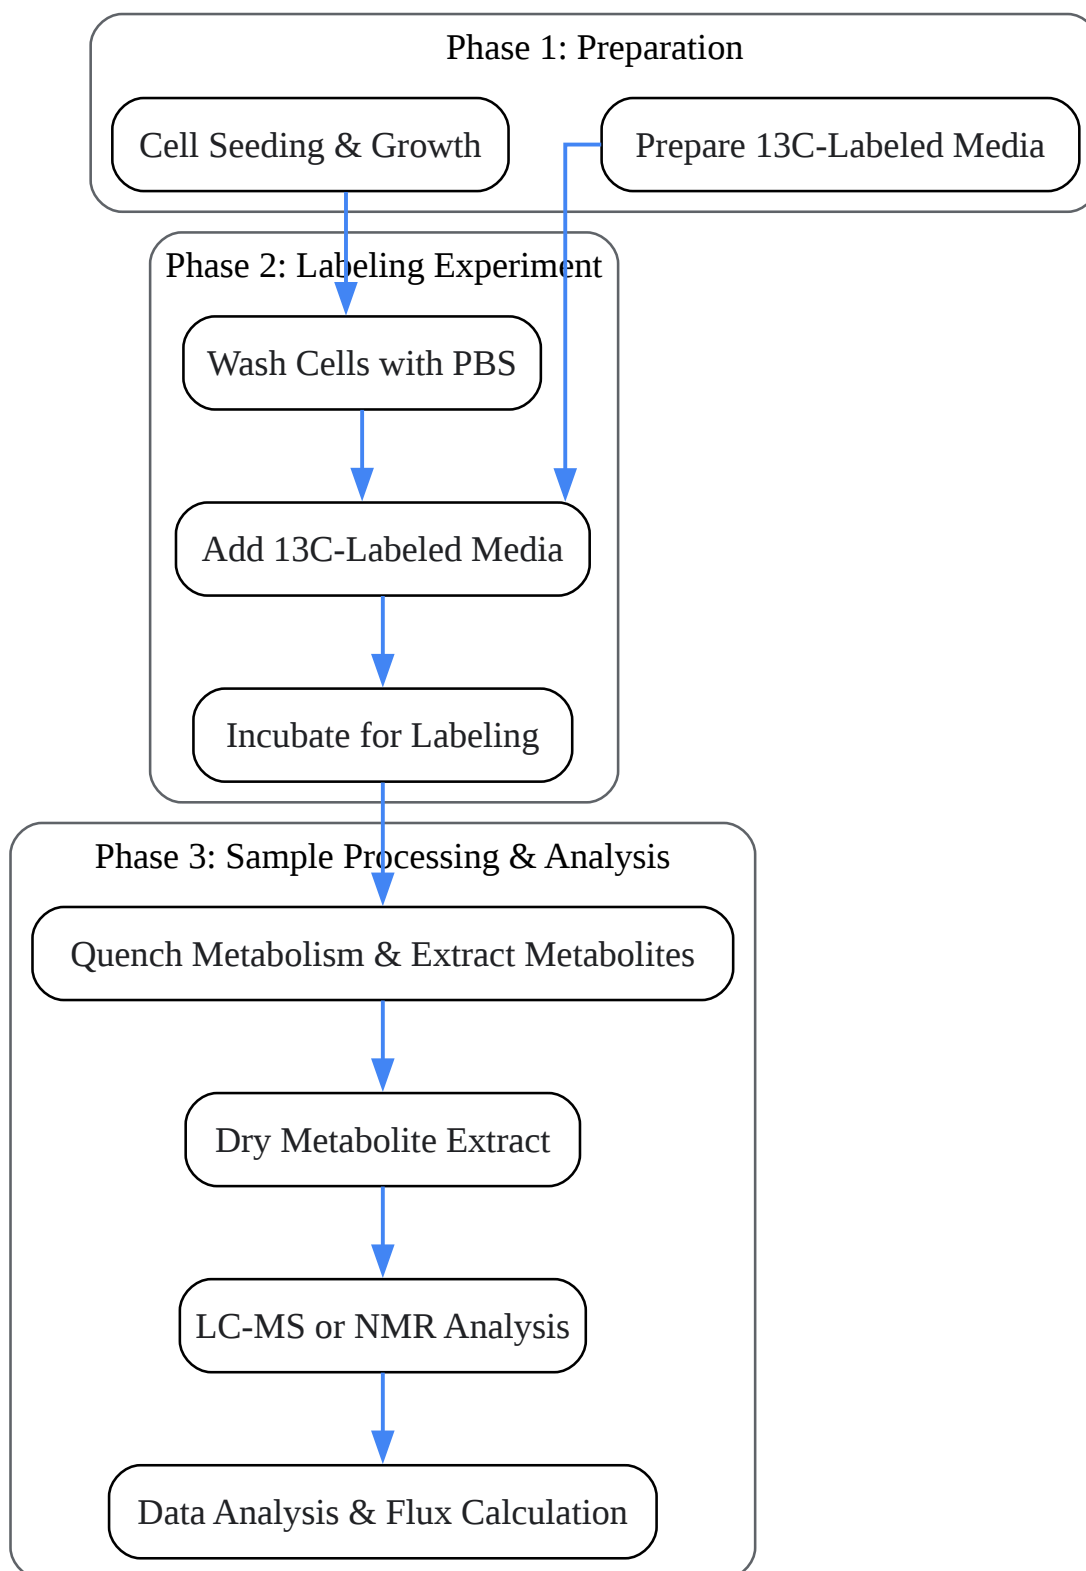 Phase 1: Preparation
Cell Seeding & Growth
Prepare 13C-Labeled Media
Phase 2: Labeling Experiment
Wash Cells with PBS
Add 13C-Labeled Media
Incubate for Labeling
Phase 3: Sample Processing & Analysis
Quench Metabolism & Extract Metabolites
Dry Metabolite Extract
LC-MS or NMR Analysis
Data Analysis & Flux Calculation